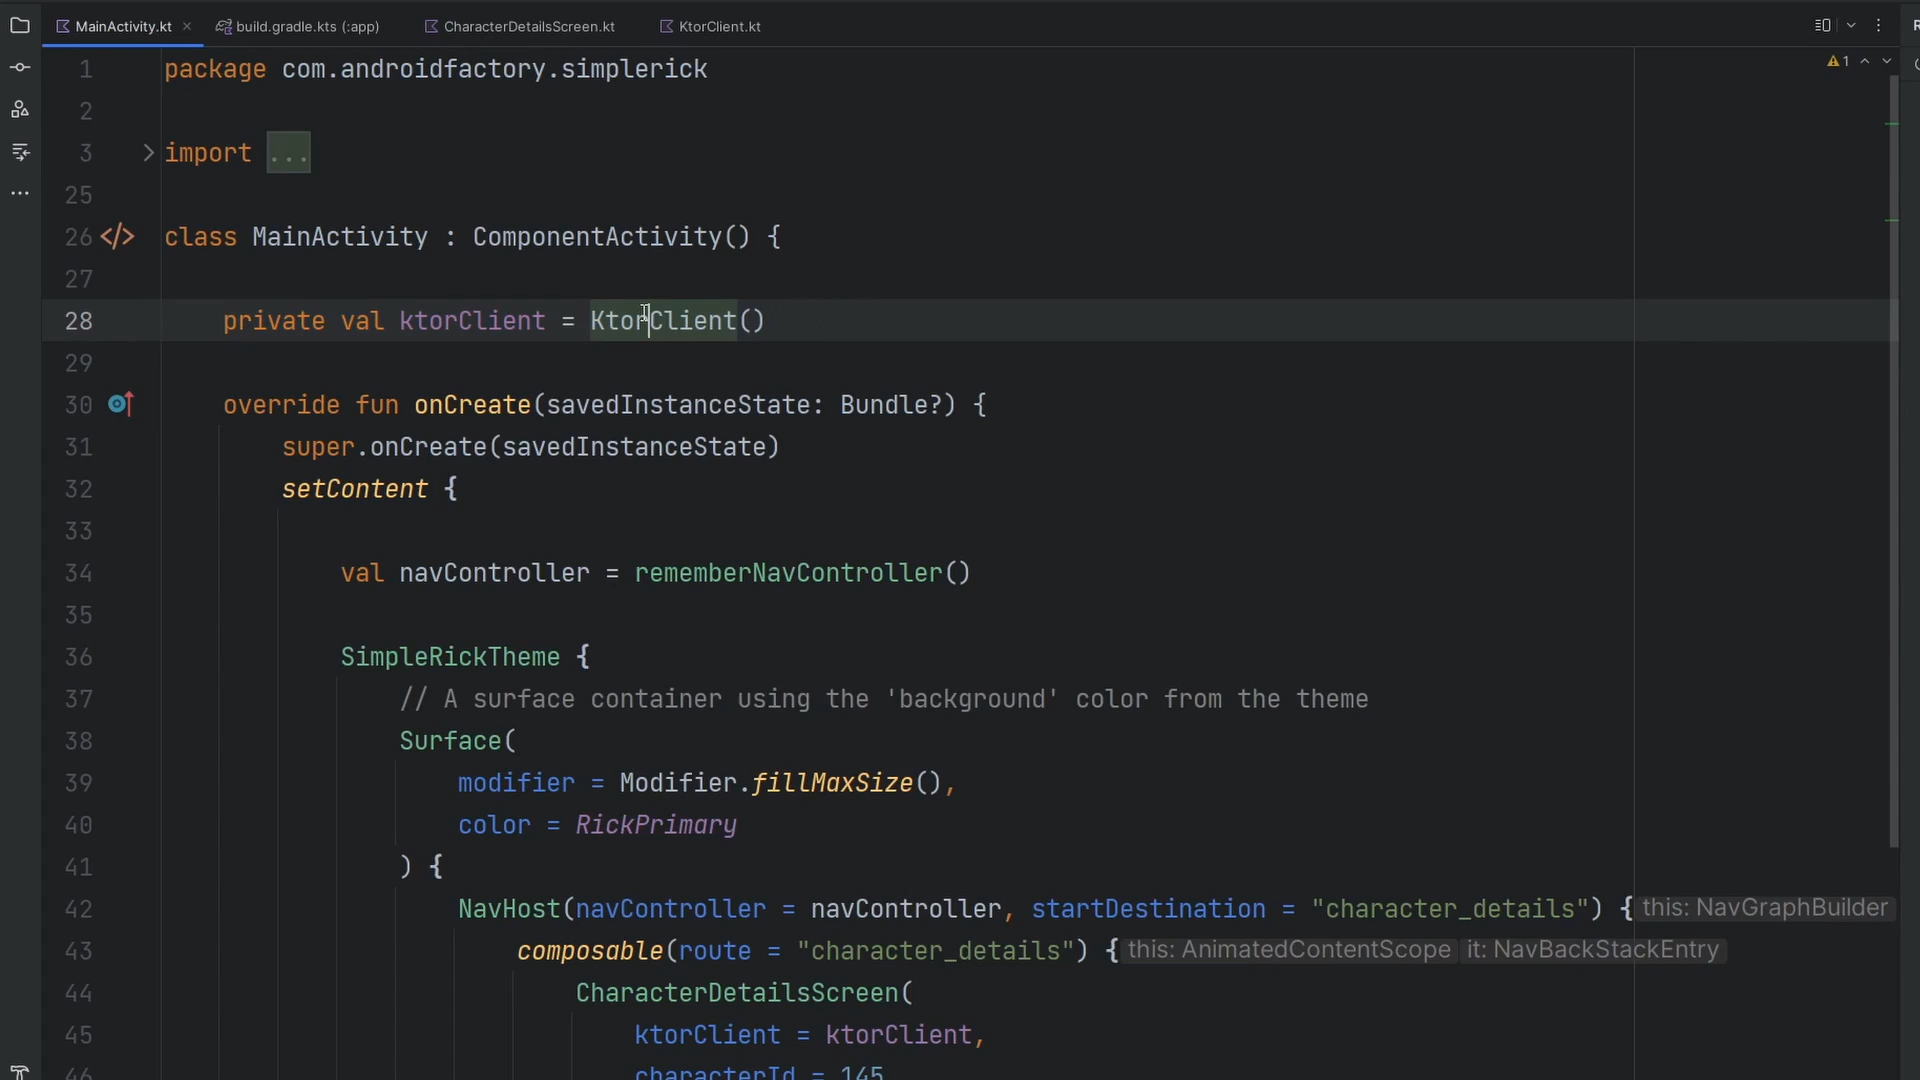 MainActivity.kt build.gradle.kts (:app) CharacterDetailsScreen.kt KtorClient.kt
1 package com.androidfactory.simplerick 1
2
3 import ...
25
26 class MainActivity : ComponentActivity() {
27
28 private val ktorClient = KtorClient()
29
30 override fun onCreate(savedInstanceState: Bundle?) {
31 super.onCreate(savedInstanceState)
32 setContent {
33
34 val navController = rememberNavController()
35
36 SimpleRickTheme {
37 // A surface container using the 'background' color from the theme
38 Surface(
39 modifier = Modifier.fillMaxSize(),
40 color = RickPrimary
41 ) {
42 NavHost(navController = navController, startDestination = "character_details") { this: NavGraphBuilder
43 composable(route = "character_details") { this: AnimatedContentScope it: NavBackStackEntry
44 CharacterDetailsScreen(
45 ktorClient = ktorClient,
46 characterId = 145